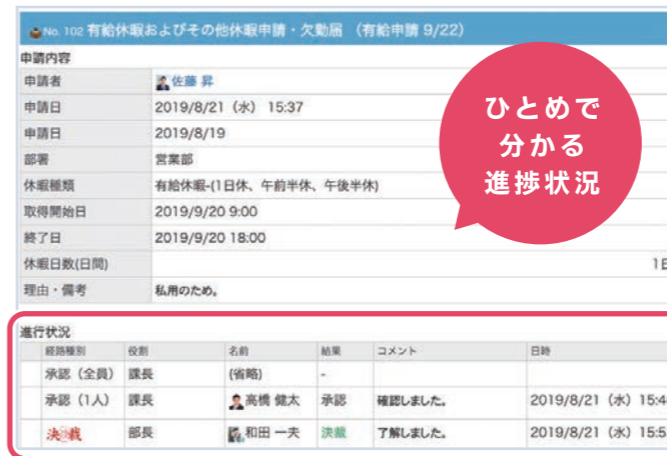 No. 102 有給休暇およびその他休暇申請・欠勤届 （有給申請 9/22）
申請内容
申請者 佐藤 昇
申請日 2019/8/21（水） 15:37
申請日 2019/8/19
部署 営業部
休暇種類 有給休暇-(1日休、午前半休、午後半休)
取得開始日 2019/9/20 9:00
終了日 2019/9/20 18:00
休暇日数(日間) 1日
理由・備考 私用のため。
ひとめで
分かる
進捗状況
進行状況
経路種別 役割 名前 結果 コメント 日時
承認（全員） 課長 (省略) -
承認（1人） 課長 高橋 健太 承認 確認しました。 2019/8/21（水）15:4
決裁 部長 和田 一夫 決裁 了解しました。 2019/8/21（水）15:5